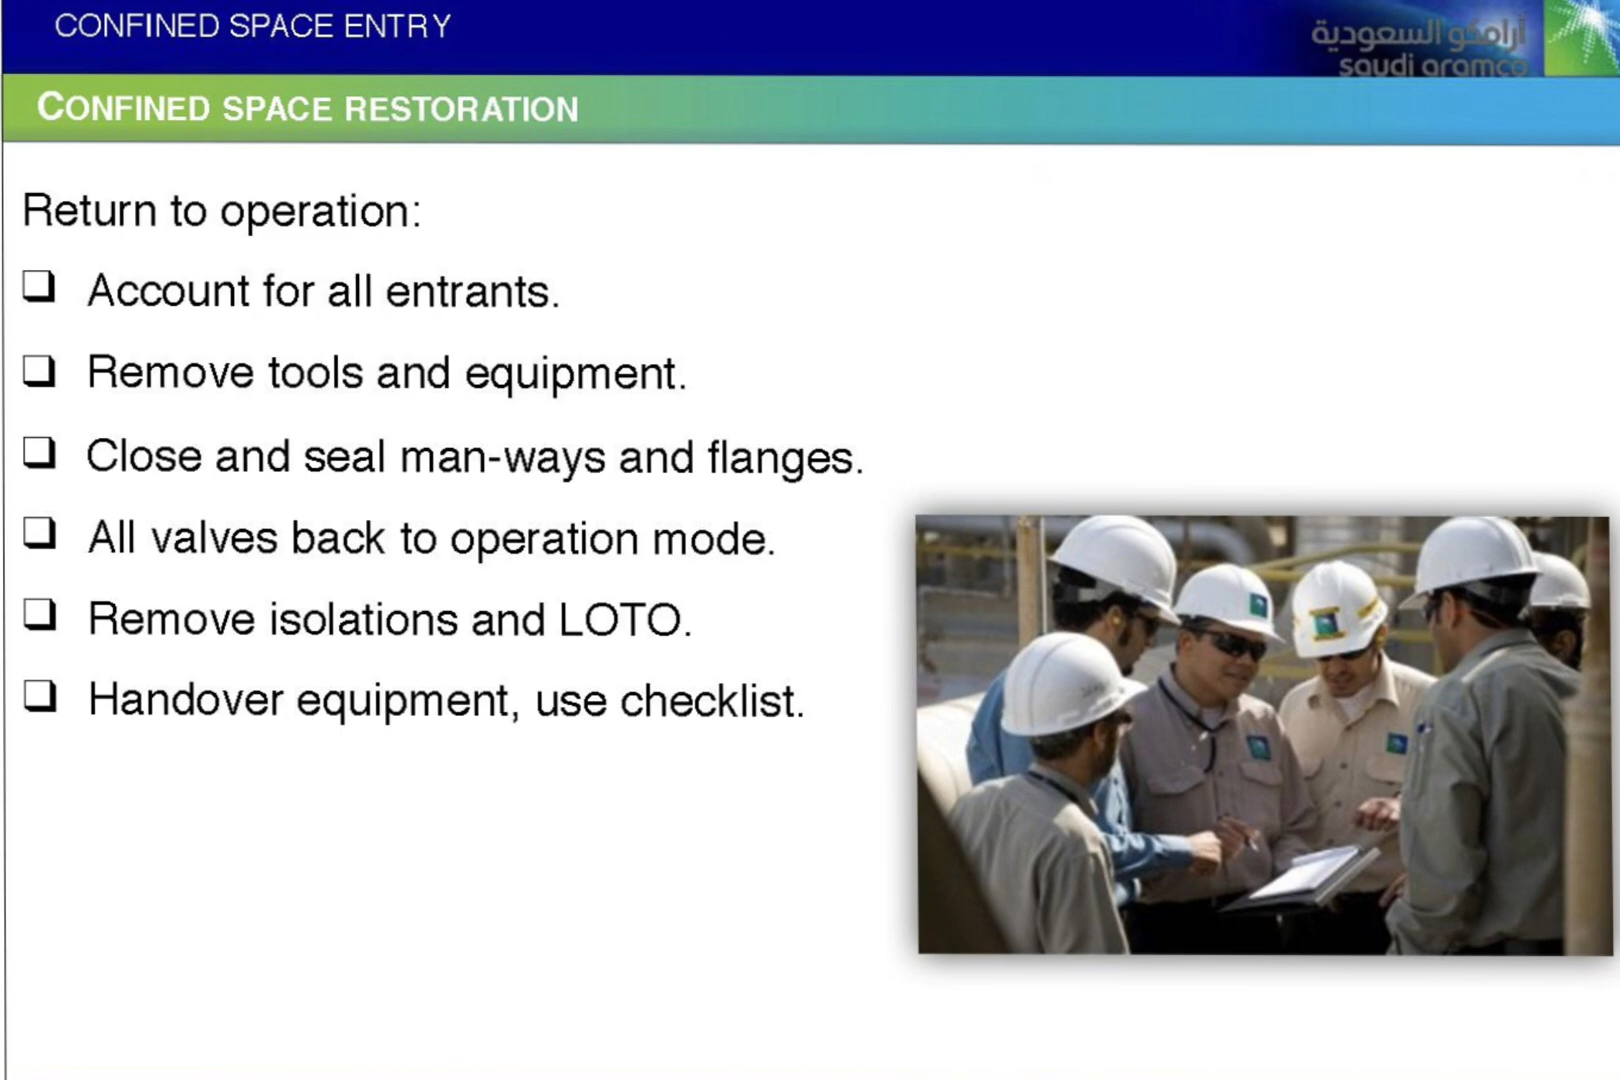 CONFINED SPACE ENTRY
أرامكو السعودية
saudi aramco
CONFINED SPACE RESTORATION
Return to operation:
❑ Account for all entrants.
❑ Remove tools and equipment.
❑ Close and seal man-ways and flanges.
❑ All valves back to operation mode.
❑ Remove isolations and LOTO.
❑ Handover equipment, use checklist.